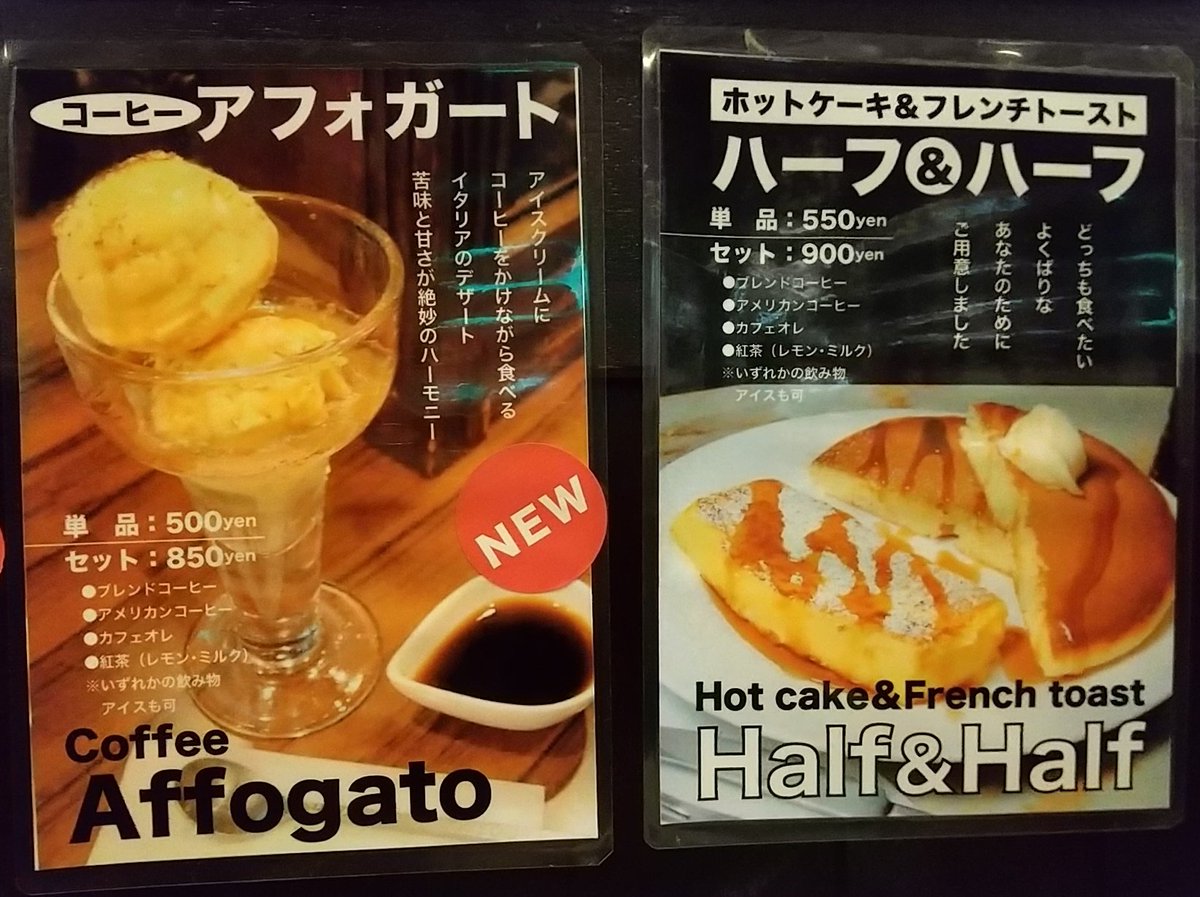 コーヒーアフォガート
アイスクリームに
コーヒーをかけながら食べる
イタリアのデザート
苦味と甘さが絶妙のハーモニー
NEW
単 品：500yen
セット：850yen
●ブレンドコーヒー
●アメリカンコーヒー
●カフェオレ
●紅茶（レモン・ミルク）
※いずれかの飲み物
アイスも可
Coffee
Affogato
ホットケーキ&フレンチトースト
ハーフ&ハーフ
単 品：550yen
セット：900yen
●ブレンドコーヒー
●アメリカンコーヒー
●カフェオレ
●紅茶（レモン・ミルク）
※いずれかの飲み物
アイスも可
どっちも食べたい
よくばりな
あなたのために
ご用意しました
Hot cake&French toast
Half&Half